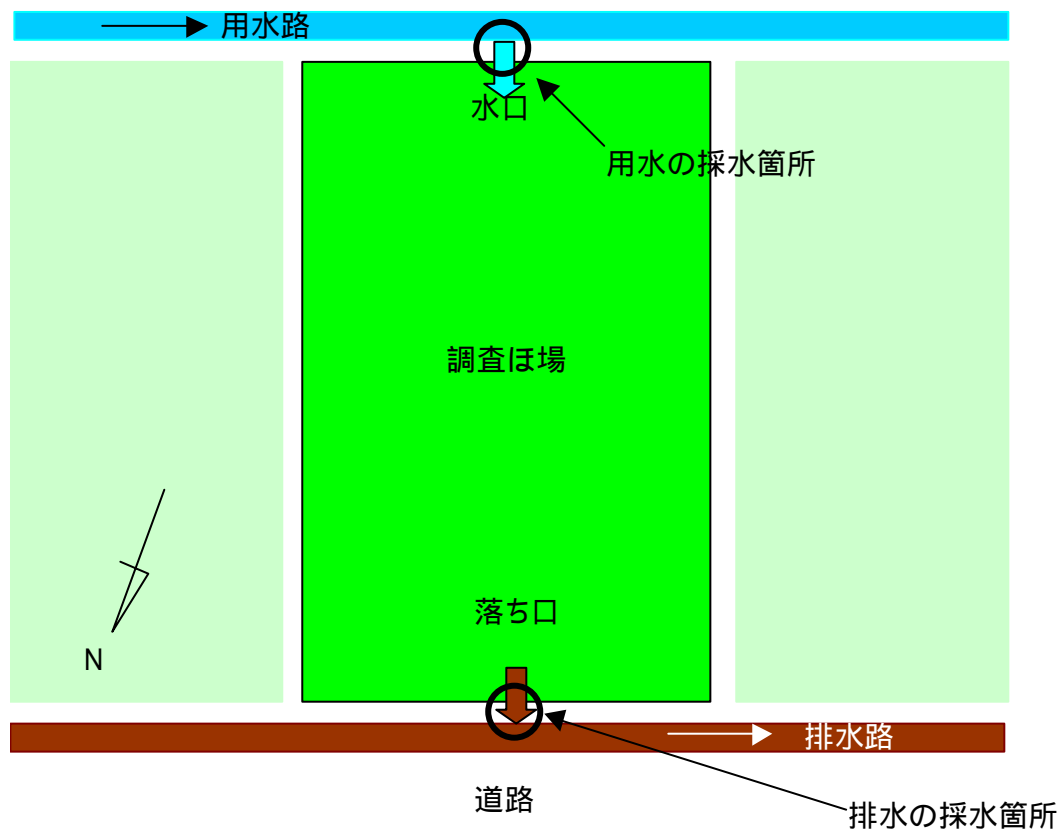 用水路
水口
用水の採水箇所
調査ほ場
落ち口
N
排水路
道路
排水の採水箇所